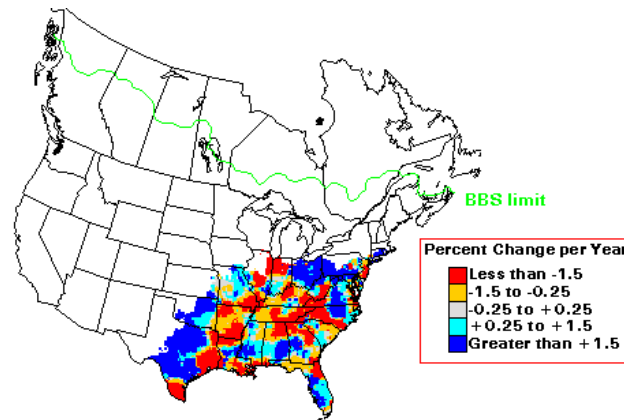 BBS limit
Percent Change per Year
Less than -1.5
-1.5 to -0.25
-0.25 to +0.25
+0.25 to +1.5
Greater than +1.5